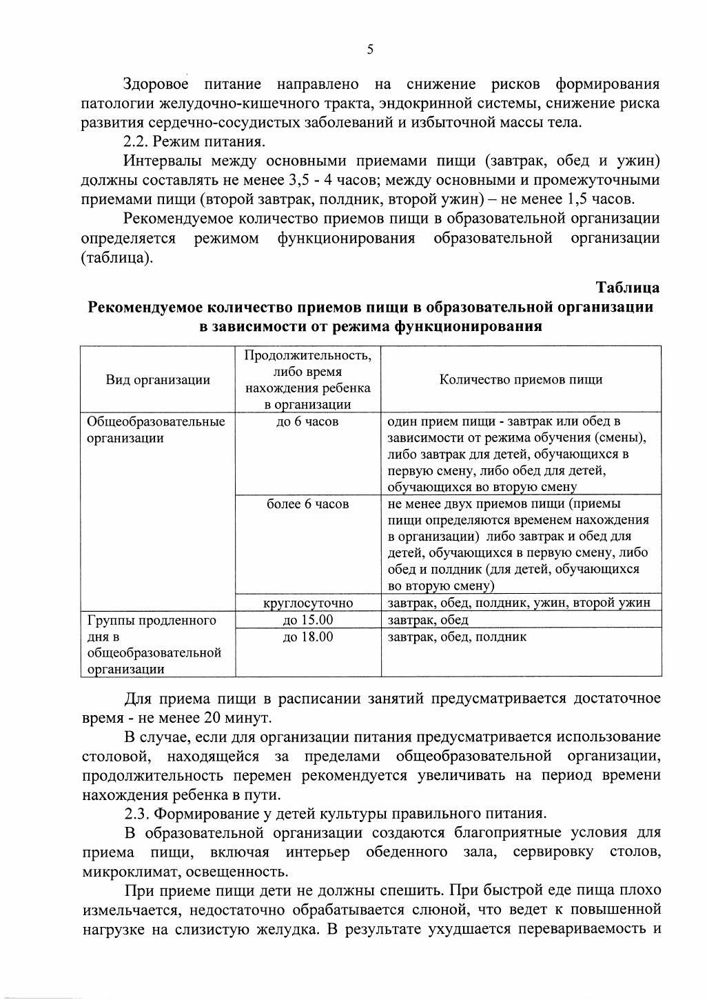 5
Здоровое питание направлено на снижение рисков формирования
патологии желудочно-кишечного тракта, эндокринной системы, снижение риска
развития сердечно-сосудистых заболеваний и избыточной массы тела.
2.2. Режим питания.
Интервалы между основными приемами пищи (завтрак, обед и ужин)
должны составлять не менее 3,5 - 4 часов; между основными и промежуточными
приемами пищи (второй завтрак, полдник, второй ужин) – не менее 1,5 часов.
Рекомендуемое количество приемов пищи в образовательной организации
определяется режимом функционирования образовательной организации
(таблица).
Таблица
Рекомендуемое количество приемов пищи в образовательной организации
в зависимости от режима функционирования
Вид организации
Продолжительность,
либо время
нахождения ребенка
в организации
Количество приемов пищи
Общеобразовательные
организации
до 6 часов
один прием пищи - завтрак или обед в
зависимости от режима обучения (смены),
либо завтрак для детей, обучающихся в
первую смену, либо обед для детей,
обучающихся во вторую смену
более 6 часов
не менее двух приемов пищи (приемы
пищи определяются временем нахождения
в организации) либо завтрак и обед для
детей, обучающихся в первую смену, либо
обед и полдник (для детей, обучающихся
во вторую смену)
круглосуточно
завтрак, обед, полдник, ужин, второй ужин
Группы продленного
дня в
общеобразовательной
организации
до 15.00
завтрак, обед
до 18.00
завтрак, обед, полдник
Для приема пищи в расписании занятий предусматривается достаточное
время - не менее 20 минут.
В случае, если для организации питания предусматривается использование
столовой, находящейся за пределами общеобразовательной организации,
продолжительность перемен рекомендуется увеличивать на период времени
нахождения ребенка в пути.
2.3. Формирование у детей культуры правильного питания.
В образовательной организации создаются благоприятные условия для
приема пищи, включая интерьер обеденного зала, сервировку столов,
микроклимат, освещенность.
При приеме пищи дети не должны спешить. При быстрой еде пища плохо
измельчается, недостаточно обрабатывается слюной, что ведет к повышенной
нагрузке на слизистую желудка. В результате ухудшается перевариваемость и